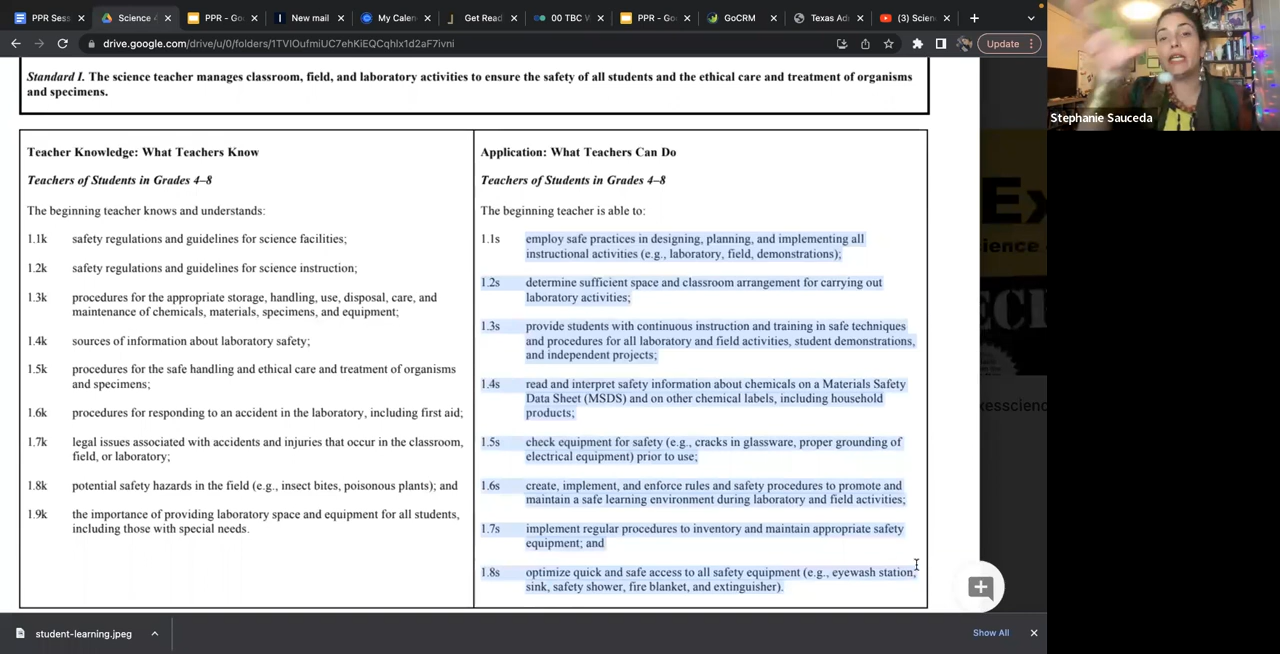 PPR Sess
Science
PPR - Go
New mail
My Cale
Get Read
00 TBC
PPR - Go
GoCRM
Texas Ad
(3) Scien
drive.google.com/drive/u/0/folders/1TVIOufmiUC7ehKiEQCqhlx1d2aF7ivni
Update
Standard I. The science teacher manages classroom, field, and laboratory activities to ensure the safety of all students and the ethical care and treatment of organisms
and specimens.
Teacher Knowledge: What Teachers Know
Teachers of Students in Grades 4–8
The beginning teacher knows and understands:
1.1k safety regulations and guidelines for science facilities;
1.2k safety regulations and guidelines for science instruction;
1.3k procedures for the appropriate storage, handling, use, disposal, care, and
maintenance of chemicals, materials, specimens, and equipment;
1.4k sources of information about laboratory safety;
1.5k procedures for the safe handling and ethical care and treatment of organisms
and specimens;
1.6k procedures for responding to an accident in the laboratory, including first aid;
1.7k legal issues associated with accidents and injuries that occur in the classroom,
field, or laboratory;
1.8k potential safety hazards in the field (e.g., insect bites, poisonous plants); and
1.9k the importance of providing laboratory space and equipment for all students,
including those with special needs.
Application: What Teachers Can Do
Teachers of Students in Grades 4–8
The beginning teacher is able to:
1.1s employ safe practices in designing, planning, and implementing all
instructional activities (e.g., laboratory, field, demonstrations);
1.2s determine sufficient space and classroom arrangement for carrying out
laboratory activities;
1.3s provide students with continuous instruction and training in safe techniques
and procedures for all laboratory and field activities, student demonstrations,
and independent projects;
1.4s read and interpret safety information about chemicals on a Materials Safety
Data Sheet (MSDS) and on other chemical labels, including household
products;
1.5s check equipment for safety (e.g., cracks in glassware, proper grounding of
electrical equipment) prior to use;
1.6s create, implement, and enforce rules and safety procedures to promote and
maintain a safe learning environment during laboratory and field activities;
1.7s implement regular procedures to inventory and maintain appropriate safety
equipment; and
1.8s optimize quick and safe access to all safety equipment (e.g., eyewash station,
sink, safety shower, fire blanket, and extinguisher).
Stephanie Sauceda
student-learning.jpeg
Show All